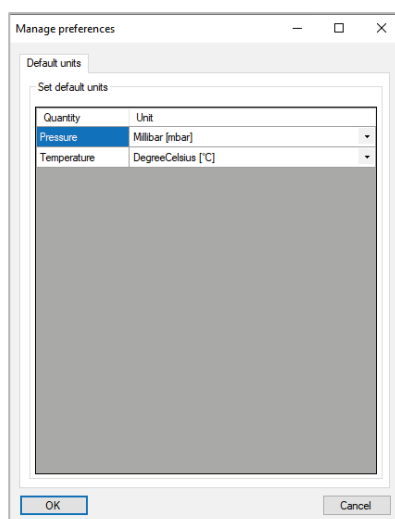 Manage preferences
Default units
Set default units
Quantity Unit
Pressure Millibar [mbar]
Temperature DegreeCelsius [°C]
OK Cancel